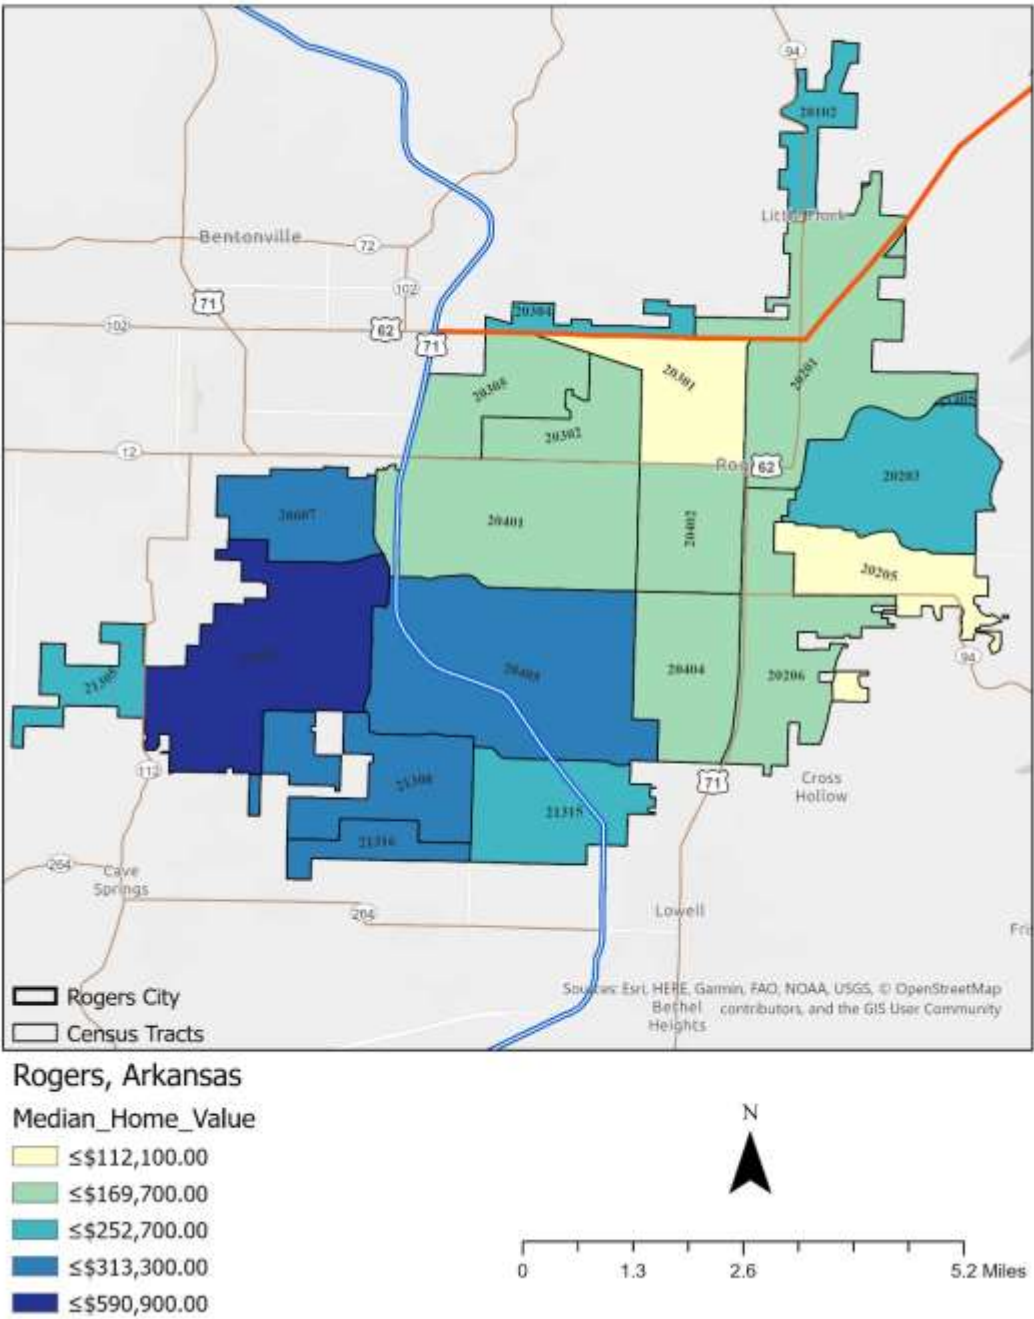 94
20102
Little Flock
Bentonville
72
102
71
20304
102
62
71
20301
20201
20302
12
Rog
62
20203
20607
20401
20402
20205
94
20404
20206
112
71
Cross
Hollow
21315
21316
264
Cave
Springs
264
Lowell
Fri
Sources: Esri, HERE, Garmin, FAO, NOAA, USGS, © OpenStreetMap
contributors, and the GIS User Community
Bethel
Heights
Rogers City
Census Tracts
Rogers, Arkansas
Median_Home_Value
≤$112,100.00
≤$169,700.00
≤$252,700.00
≤$313,300.00
≤$590,900.00
N
0 1.3 2.6 5.2 Miles